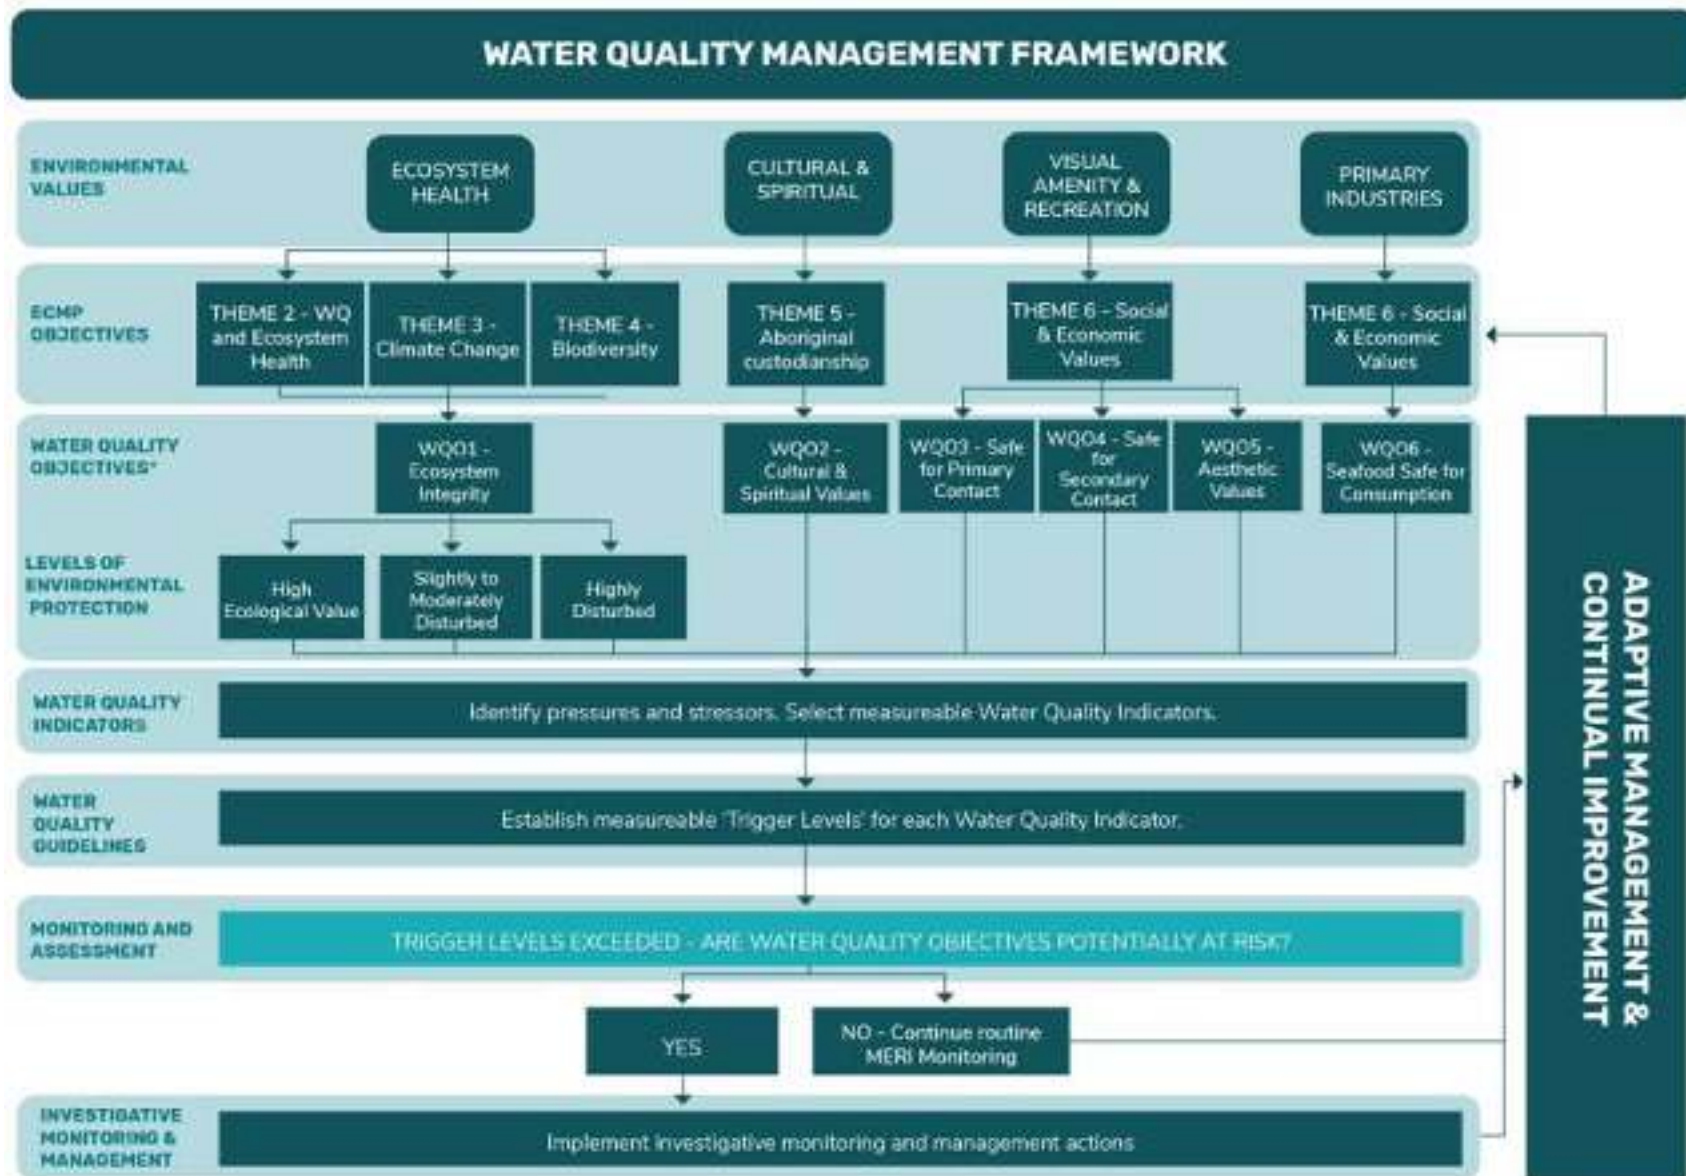 WATER QUALITY MANAGEMENT FRAMEWORK
ENVIRONMENTAL
VALUES
ECOSYSTEM
HEALTH
CULTURAL &
SPIRITUAL
VISUAL
AMENITY &
RECREATION
PRIMARY
INDUSTRIES
ECMP
OBJECTIVES
THEME 2 - WQ
and Ecosystem
Health
THEME 3 -
Climate Change
THEME 4 -
Biodiversity
THEME 5 -
Aboriginal
custodianship
THEME 6 - Social
& Economic
Values
THEME 6 - Social
& Economic
Values
WATER QUALITY
OBJECTIVES*
WQO1 -
Ecosystem
Integrity
WQO2 -
Cultural &
Spiritual Values
WQO3 - Safe
for Primary
Contact
WQO4 - Safe
for
Secondary
Contact
WQO5 -
Aesthetic
Values
WQO6 -
Seafood Safe for
Consumption
LEVELS OF
ENVIRONMENTAL
PROTECTION
High
Ecological Value
Slightly to
Moderately
Disturbed
Highly
Disturbed
WATER QUALITY
INDICATORS
Identify pressures and stressors. Select measureable Water Quality Indicators.
WATER
QUALITY
GUIDELINES
Establish measureable 'Trigger Levels' for each Water Quality Indicator.
MONITORING AND
ASSESSMENT
TRIGGER LEVELS EXCEEDED - ARE WATER QUALITY OBJECTIVES POTENTIALLY AT RISK?
YES
NO - Continue routine
MERI Monitoring
INVESTIGATIVE
MONITORING &
MANAGEMENT
Implement investigative monitoring and management actions
ADAPTIVE MANAGEMENT &
CONTINUAL IMPROVEMENT